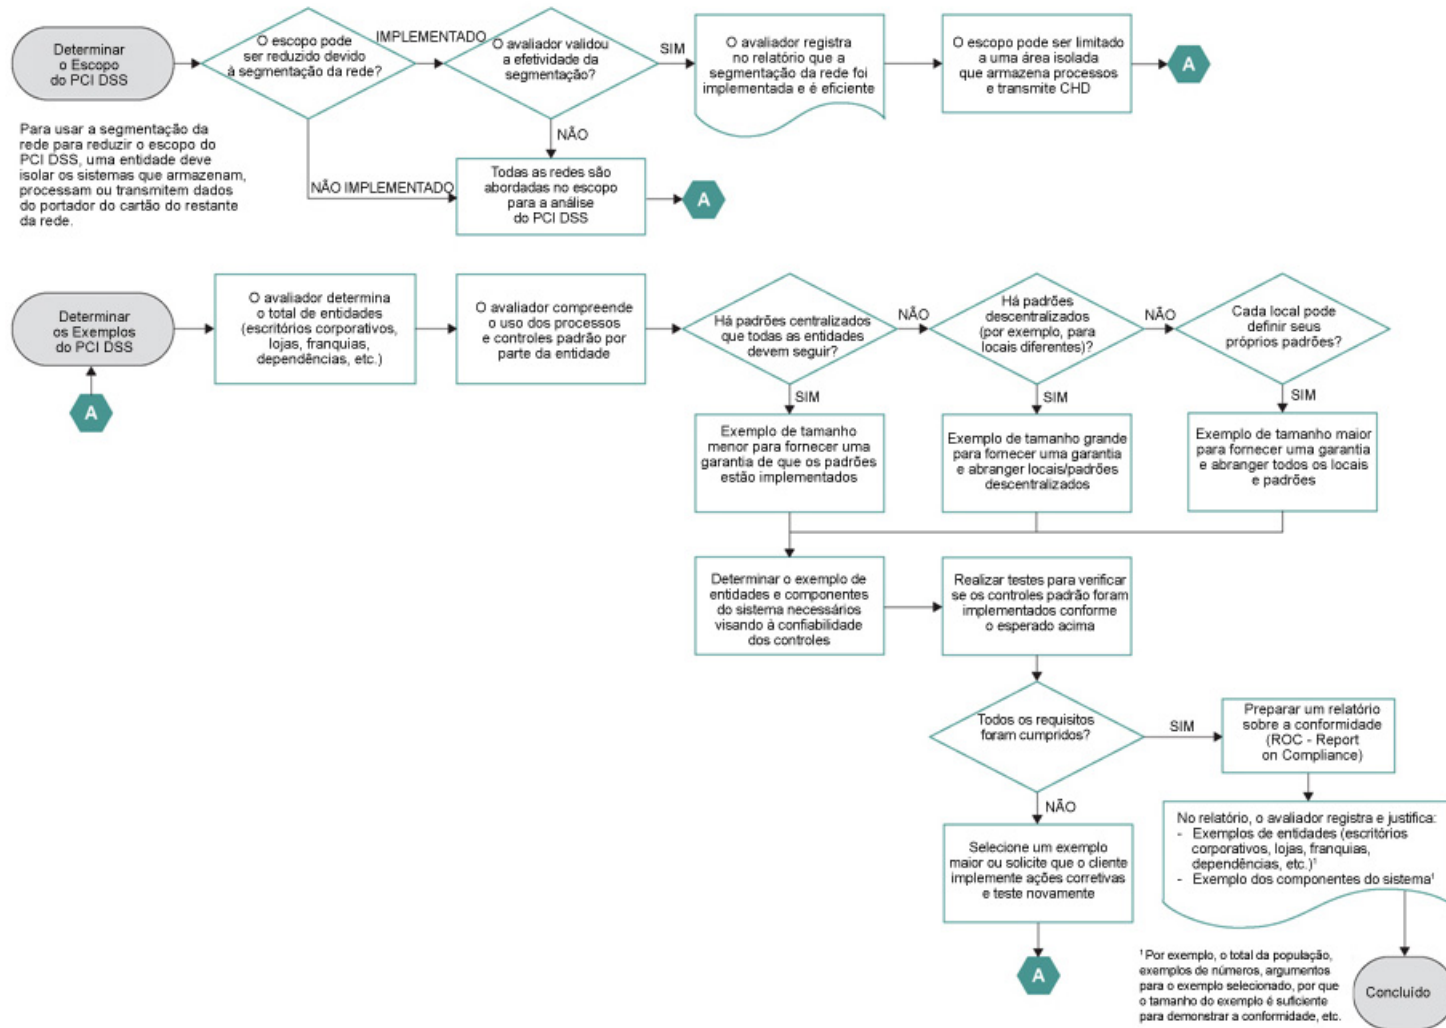 Determinar
o Escopo
do PCI DSS
O escopo pode
ser reduzido devido
à segmentação da rede?
IMPLEMENTADO
O avaliador validou
a efetividade da
segmentação?
SIM
O avaliador registra
no relatório que a
segmentação da rede foi
implementada e é eficiente
O escopo pode ser limitado
a uma área isolada
que armazena processos
e transmite CHD
A
Para usar a segmentação da
rede para reduzir o escopo do
PCI DSS, uma entidade deve
isolar os sistemas que armazenam,
processam ou transmitem dados
do portador do cartão do restante
da rede.
NÃO IMPLEMENTADO
NÃO
Todas as redes são
abordadas no escopo
para a análise
do PCI DSS
A
Determinar
os Exemplos
do PCI DSS
A
O avaliador determina
o total de entidades
(escritórios corporativos,
lojas, franquias,
dependências, etc.)
O avaliador compreende
o uso dos processos
e controles padrão por
parte da entidade
Há padrões centralizados
que todas as entidades
devem seguir?
NÃO
Há padrões
descentralizados
(por exemplo, para
locais diferentes)?
NÃO
Cada local pode
definir seus
próprios padrões?
SIM
SIM
SIM
Exemplo de tamanho
menor para fornecer uma
garantia de que os padrões
estão implementados
Exemplo de tamanho grande
para fornecer uma garantia
e abranger locais/padrões
descentralizados
Exemplo de tamanho maior
para fornecer uma garantia
e abranger todos os locais
e padrões
Determinar o exemplo de
entidades e componentes
do sistema necessários
visando à confiabilidade
dos controles
Realizar testes para verificar
se os controles padrão foram
implementados conforme
o esperado acima
Todos os requisitos
foram cumpridos?
SIM
Preparar um relatório
sobre a conformidade
(ROC - Report
on Compliance)
NÃO
Selecione um exemplo
maior ou solicite que o cliente
implemente ações corretivas
e teste novamente
A
No relatório, o avaliador registra e justifica:
- Exemplos de entidades (escritórios
corporativos, lojas, franquias,
dependências, etc.)¹
- Exemplo dos componentes do sistema¹
¹ Por exemplo, o total da população,
exemplos de números, argumentos
para o exemplo selecionado, por que
o tamanho do exemplo é suficiente
para demonstrar a conformidade, etc.
Concluído